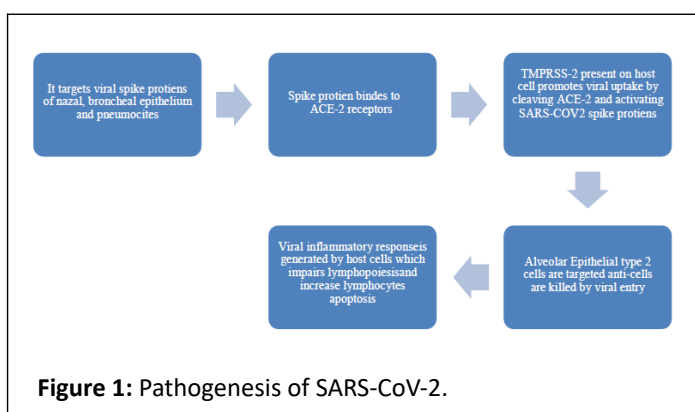 It targets viral spike protiens
of nazal, broncheal epithelium
and pneumocites
Spike protien bindes to
ACE-2 receptors
TMPRSS-2 present on host
cell promotes viral uptake by
cleaving ACE-2 and activating
SARS-COV2 spike protiens
Alveolar Epithelial type 2
cells are targeted anti-cells
are killed by viral entry
Viral inflammatory responseis
generated by host cells which
impairs lymphopoiesisand
increase lymphocytes
apoptosis
Figure 1: Pathogenesis of SARS-CoV-2.